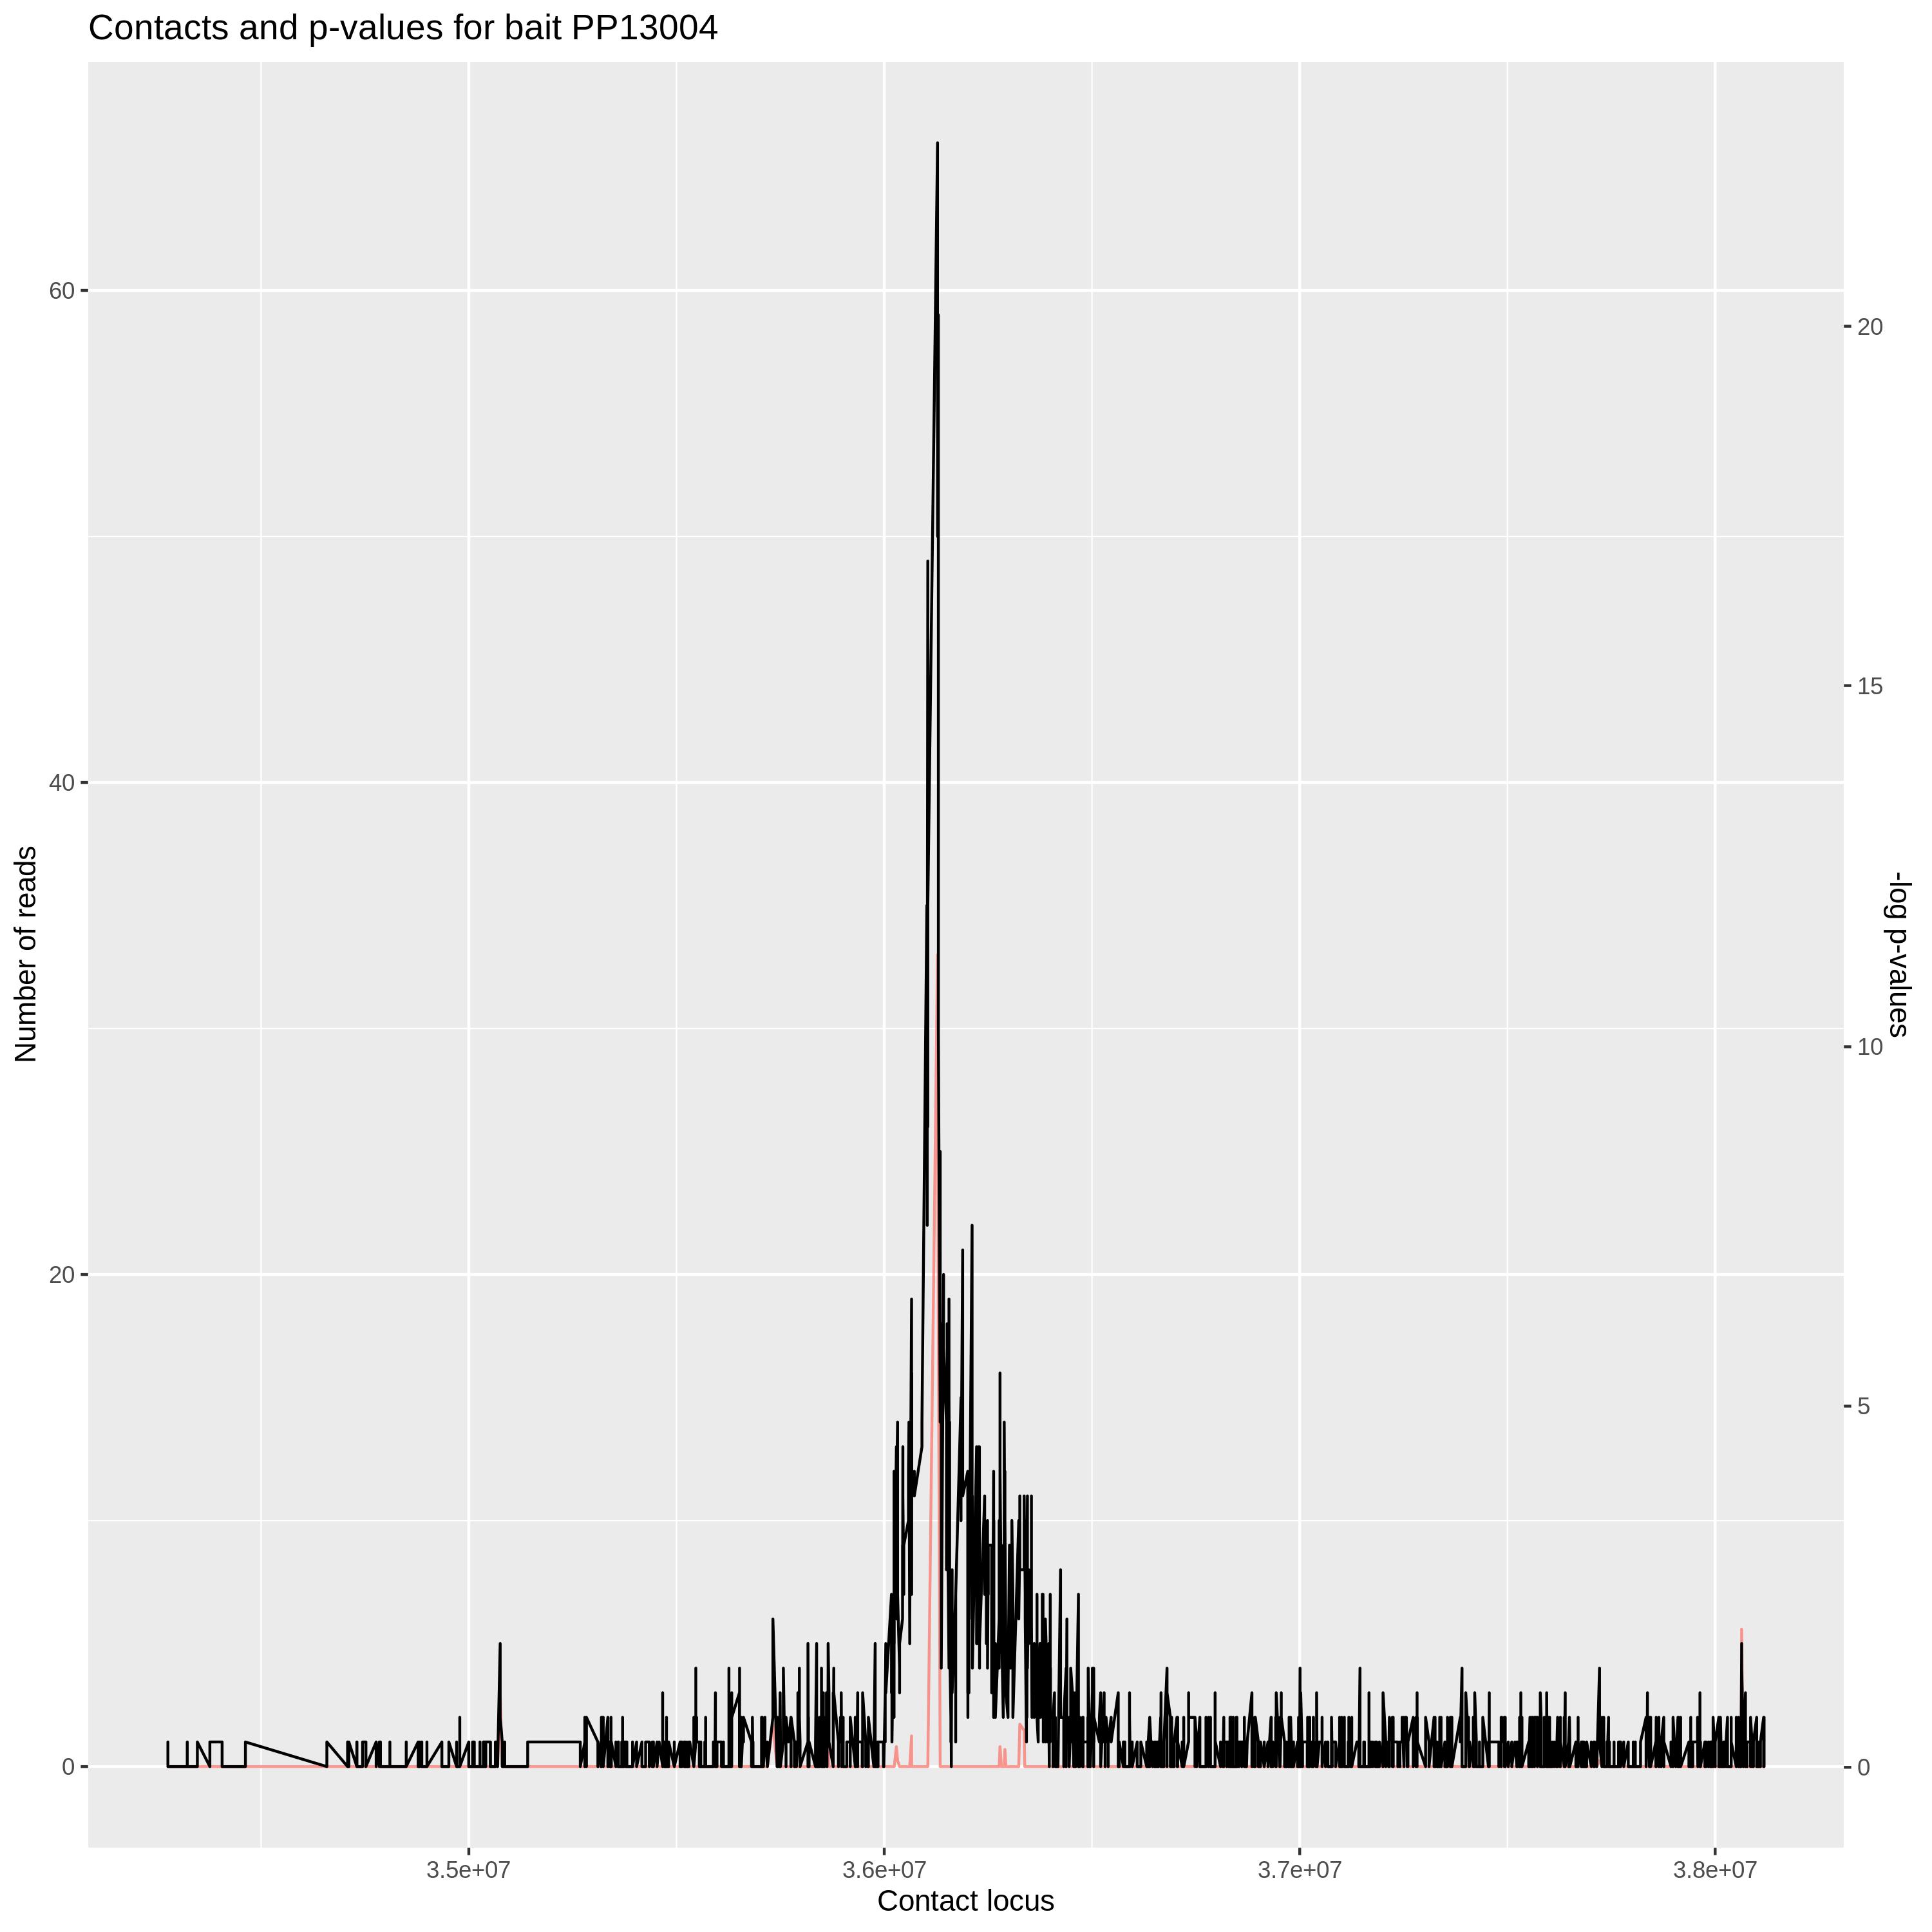 Contacts and p-values for bait PP13004
60
40
20
0
Number of reads
20
15
10
5
0
-log p-values
3.5e+07
3.6e+07
3.7e+07
3.8e+07
Contact locus